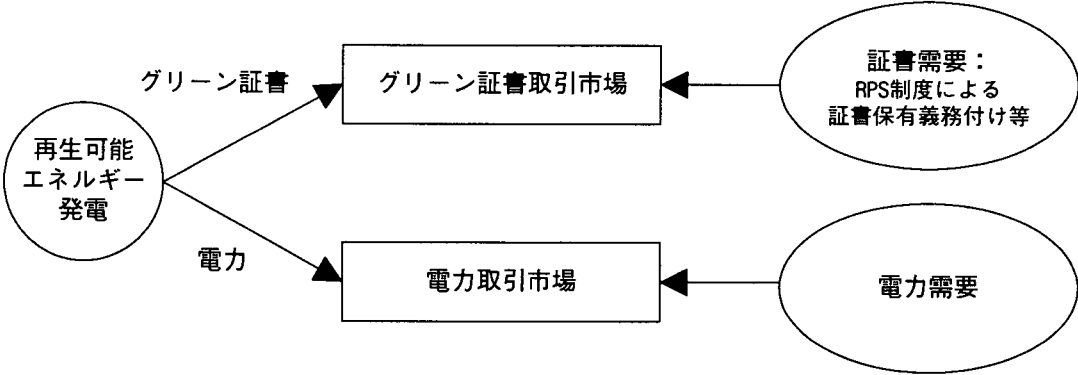 グリーン証書
グリーン証書取引市場
証書需要：
RPS制度による
証書保有義務付け等
再生可能
エネルギー
発電
電力
電力取引市場
電力需要